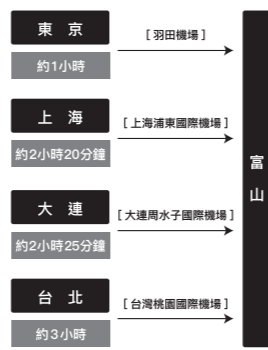 東 京
[ 羽田機場 ]
約1小時
上 海
[ 上海浦東國際機場 ]
約2小時20分鐘
富山
大 連
[ 大連周水子國際機場 ]
約2小時25分鐘
台 北
[ 台灣桃園國際機場 ]
約3小時